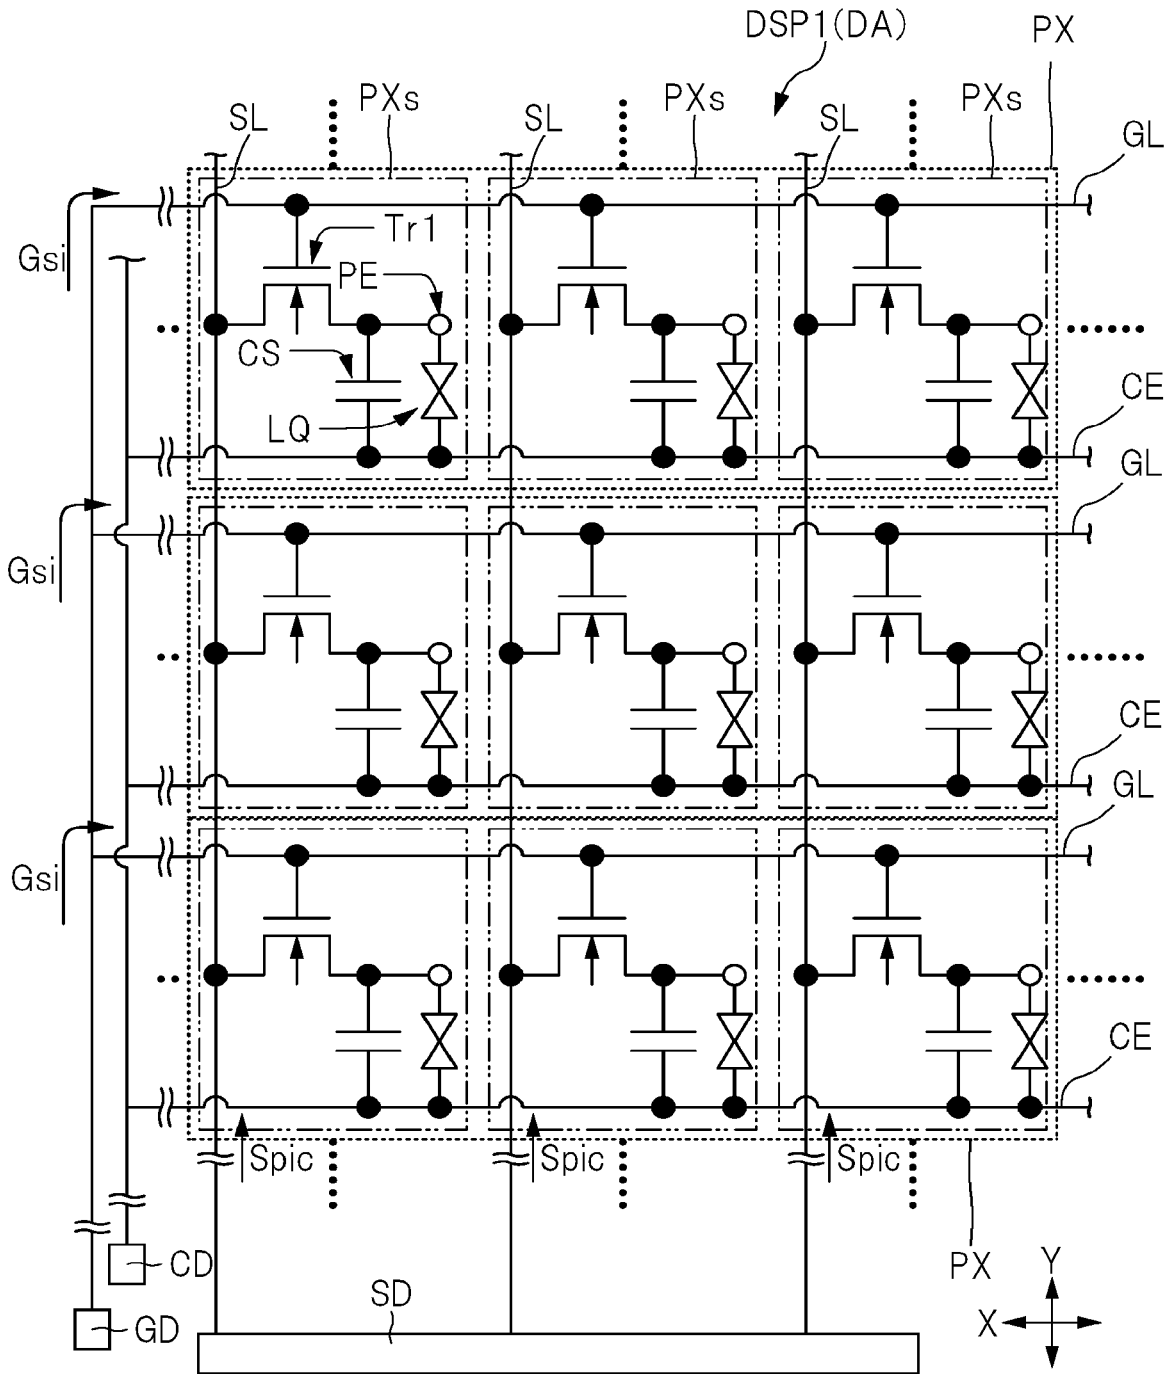 DSP1(DA)
PX
SL
PXs
SL
PXs
SL
PXs
GL
Gsi
Tr1
PE
CS
LQ
CE
GL
Gsi
CE
GL
Gsi
CE
Spic
Spic
Spic
CD
GD
SD
PX
Y
X